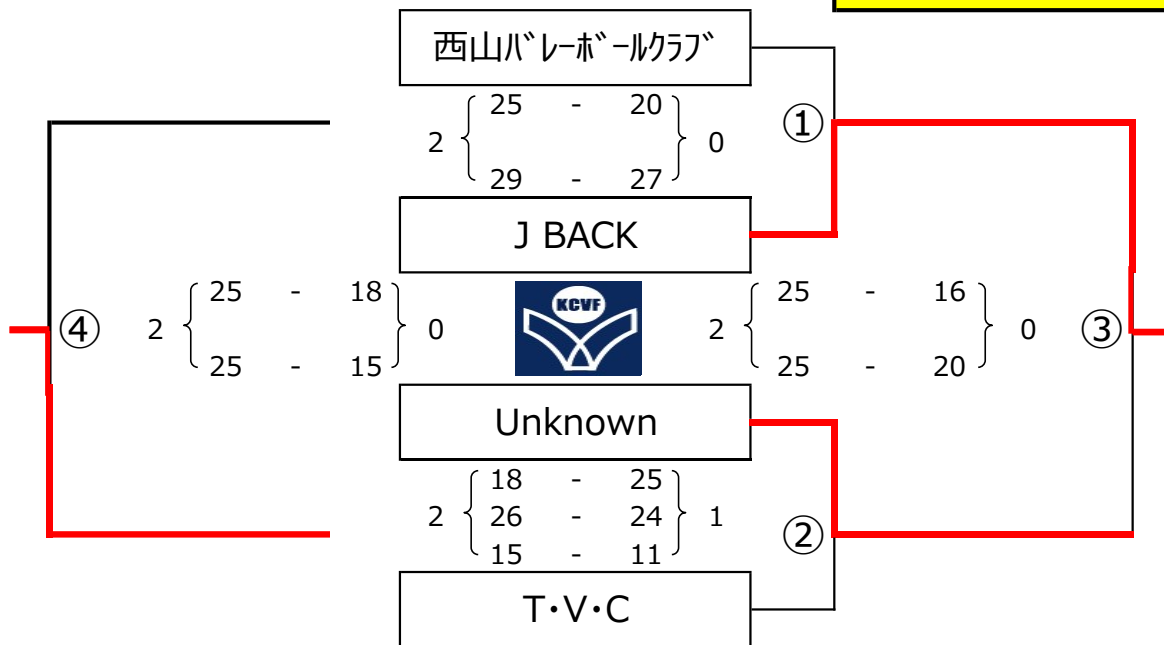 西山ﾊﾞﾚｰﾎﾞｰﾙｸﾗﾌﾞ
25 - 20
2 0
29 - 27
①
J BACK
25 - 18
④ 2 0
25 - 15
KCVF
25 - 16
2 0 ③
25 - 20
Unknown
18 - 25
2 26 - 24 1
15 - 11
②
T・V・C